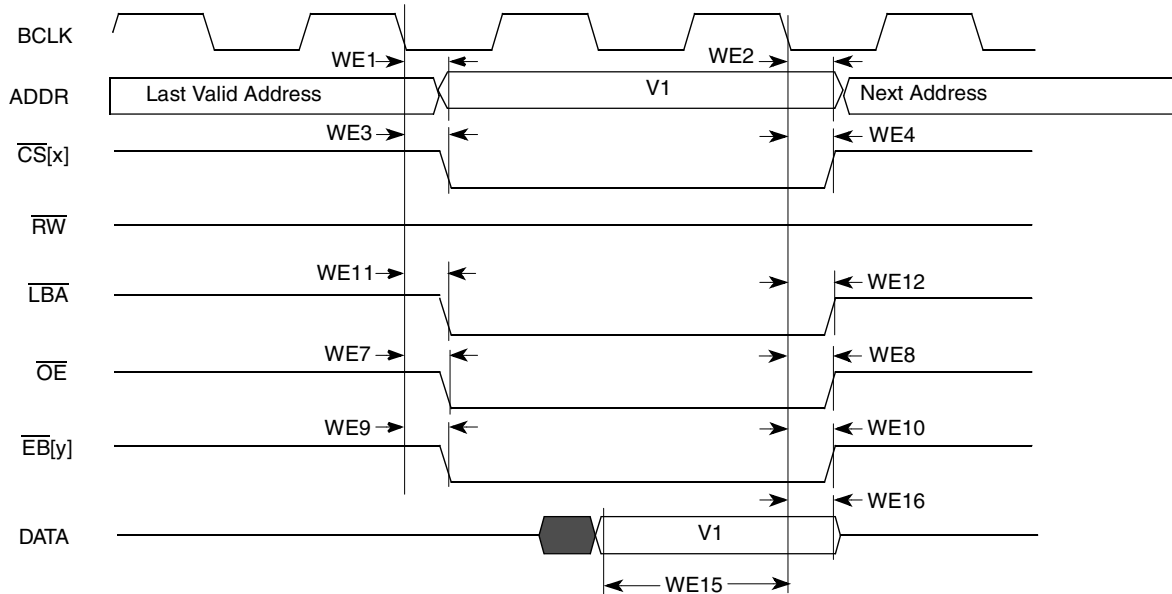 BCLK
WE1
WE2
ADDR
Last Valid Address
V1
Next Address
WE3
WE4
CS[x]
RW
WE11
WE12
LBA
WE7
WE8
OE
WE9
WE10
EB[y]
WE16
DATA
V1
WE15